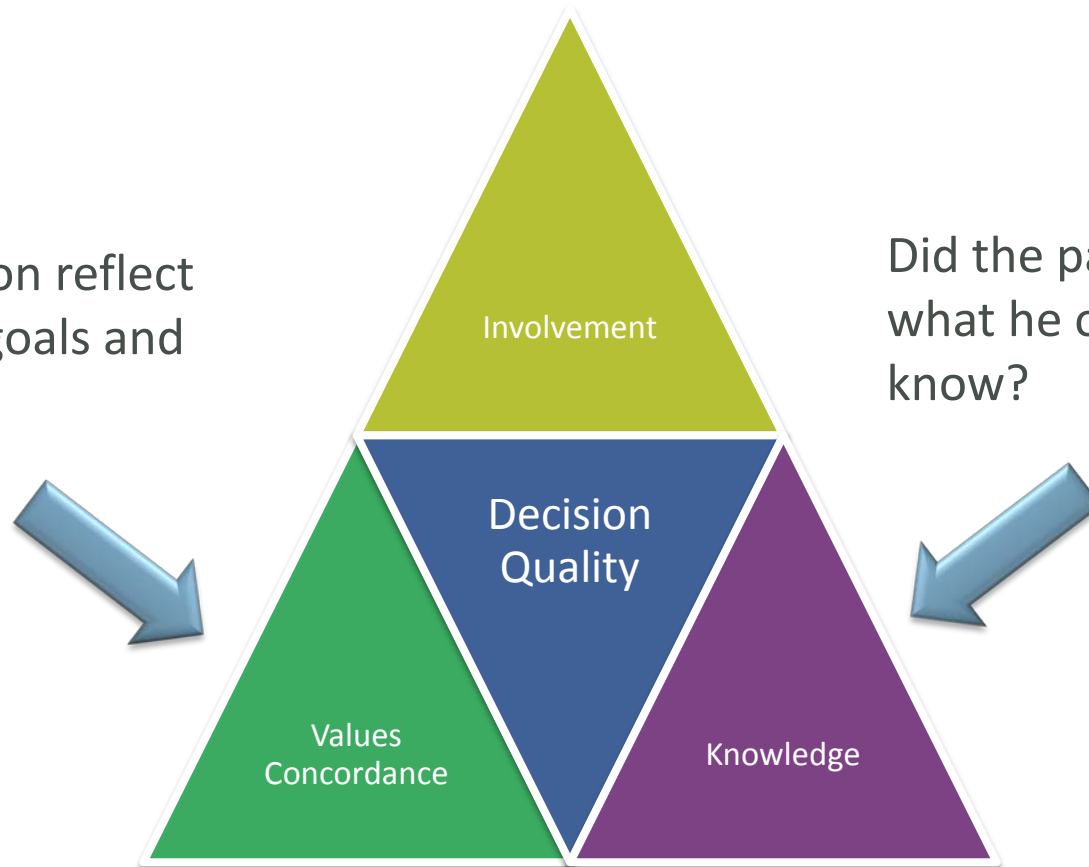 on reflect
goals and
Did the pa
what he
know?
Involvement
Decision
Quality
Values
Concordance
Knowledge